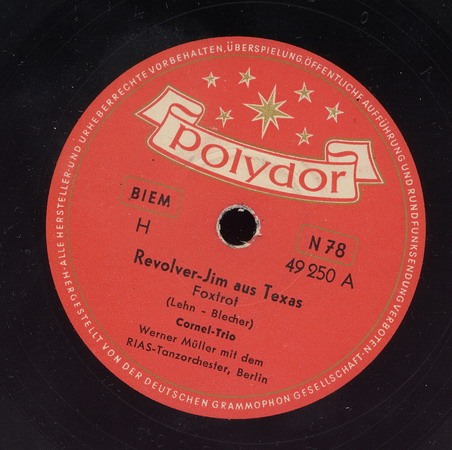 ALLE HERSTELLER-UND URHEBERRECHTE VORBEHALTEN, ÜBERSPIELUNG ÖFFENTLICHE AUFFÜHRUNG UND RUNDFUNKSENDUNG VERBOTEN
polydor
BIEM
H
N 78
49 250 A
Revolver-Jim aus Texas
Foxtrot
(Lehn - Blecher)
Cornel-Trio
Werner Müller mit dem
RIAS-Tanzorchester, Berlin
HERGESTELLT VON DER DEUTSCHEN GRAMMOPHON GESELLSCHAFT M·B·H